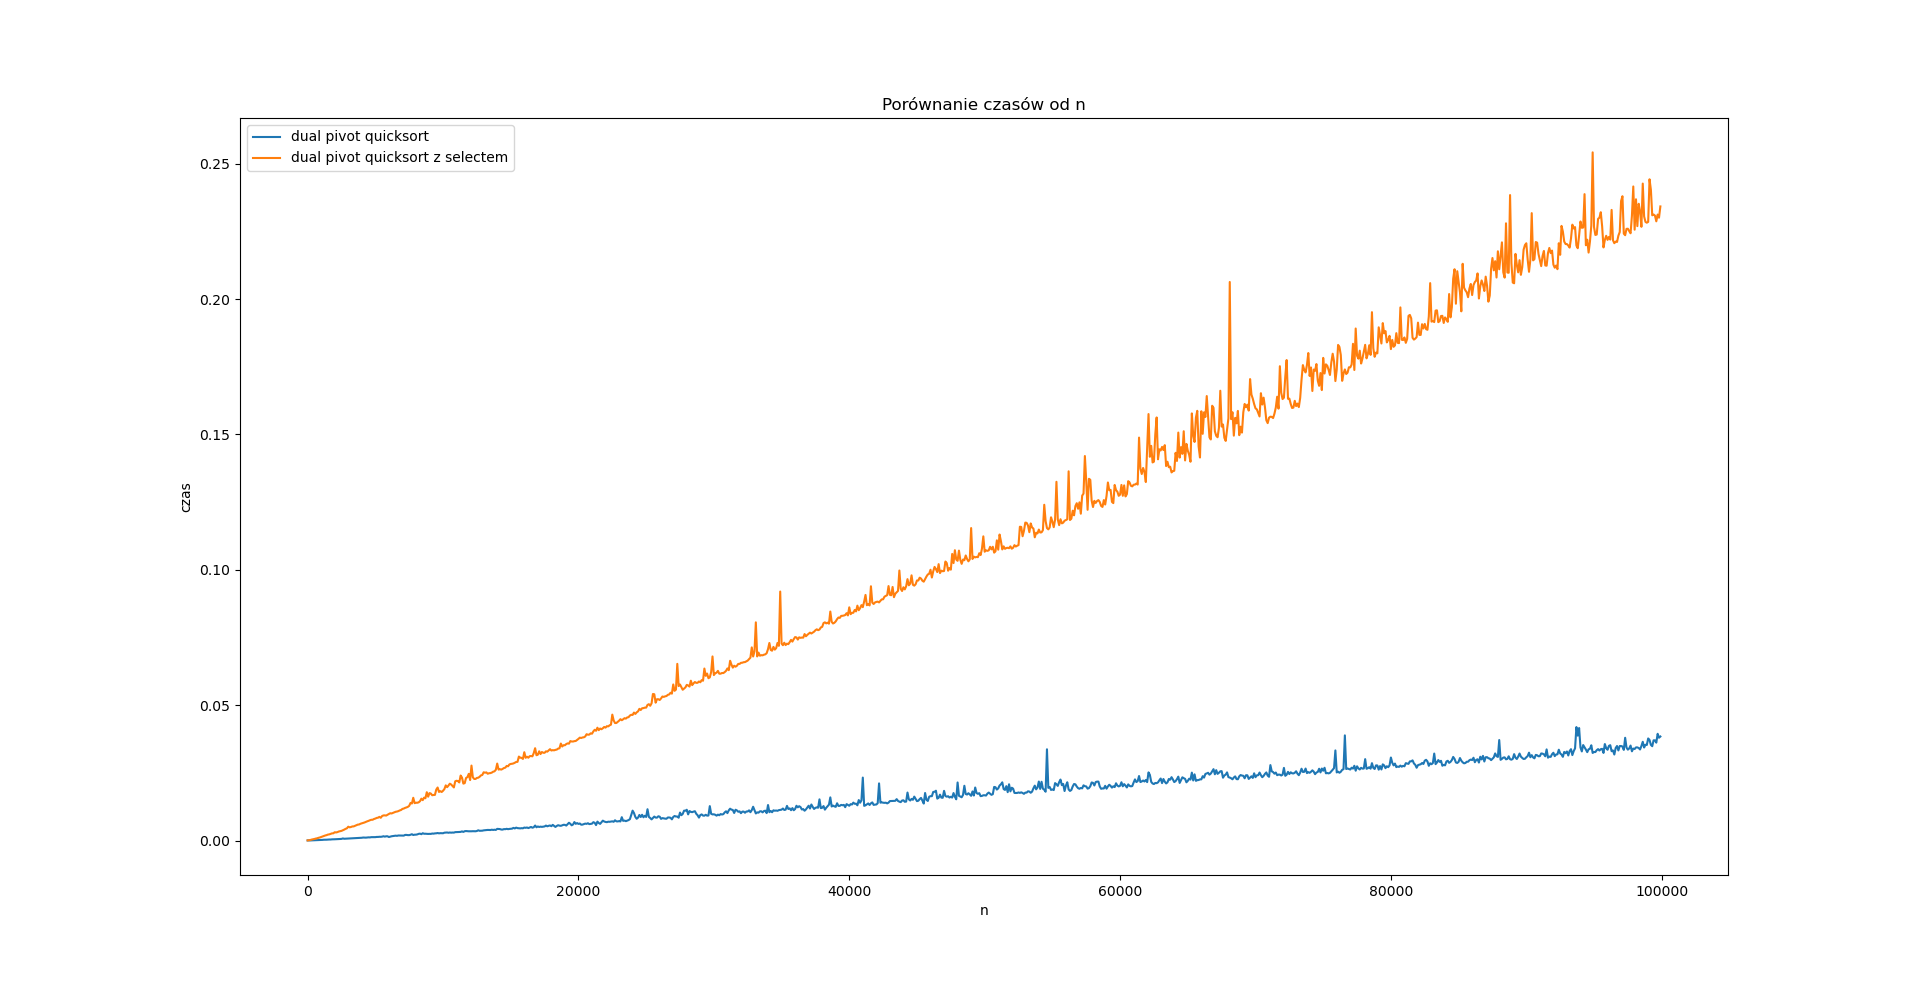 Porównanie czasów od n
dual pivot quicksort
dual pivot quicksort z selectem
0.25
0.20
0.15
0.10
0.05
0.00
czas
0 20000 40000 60000 80000 100000
n